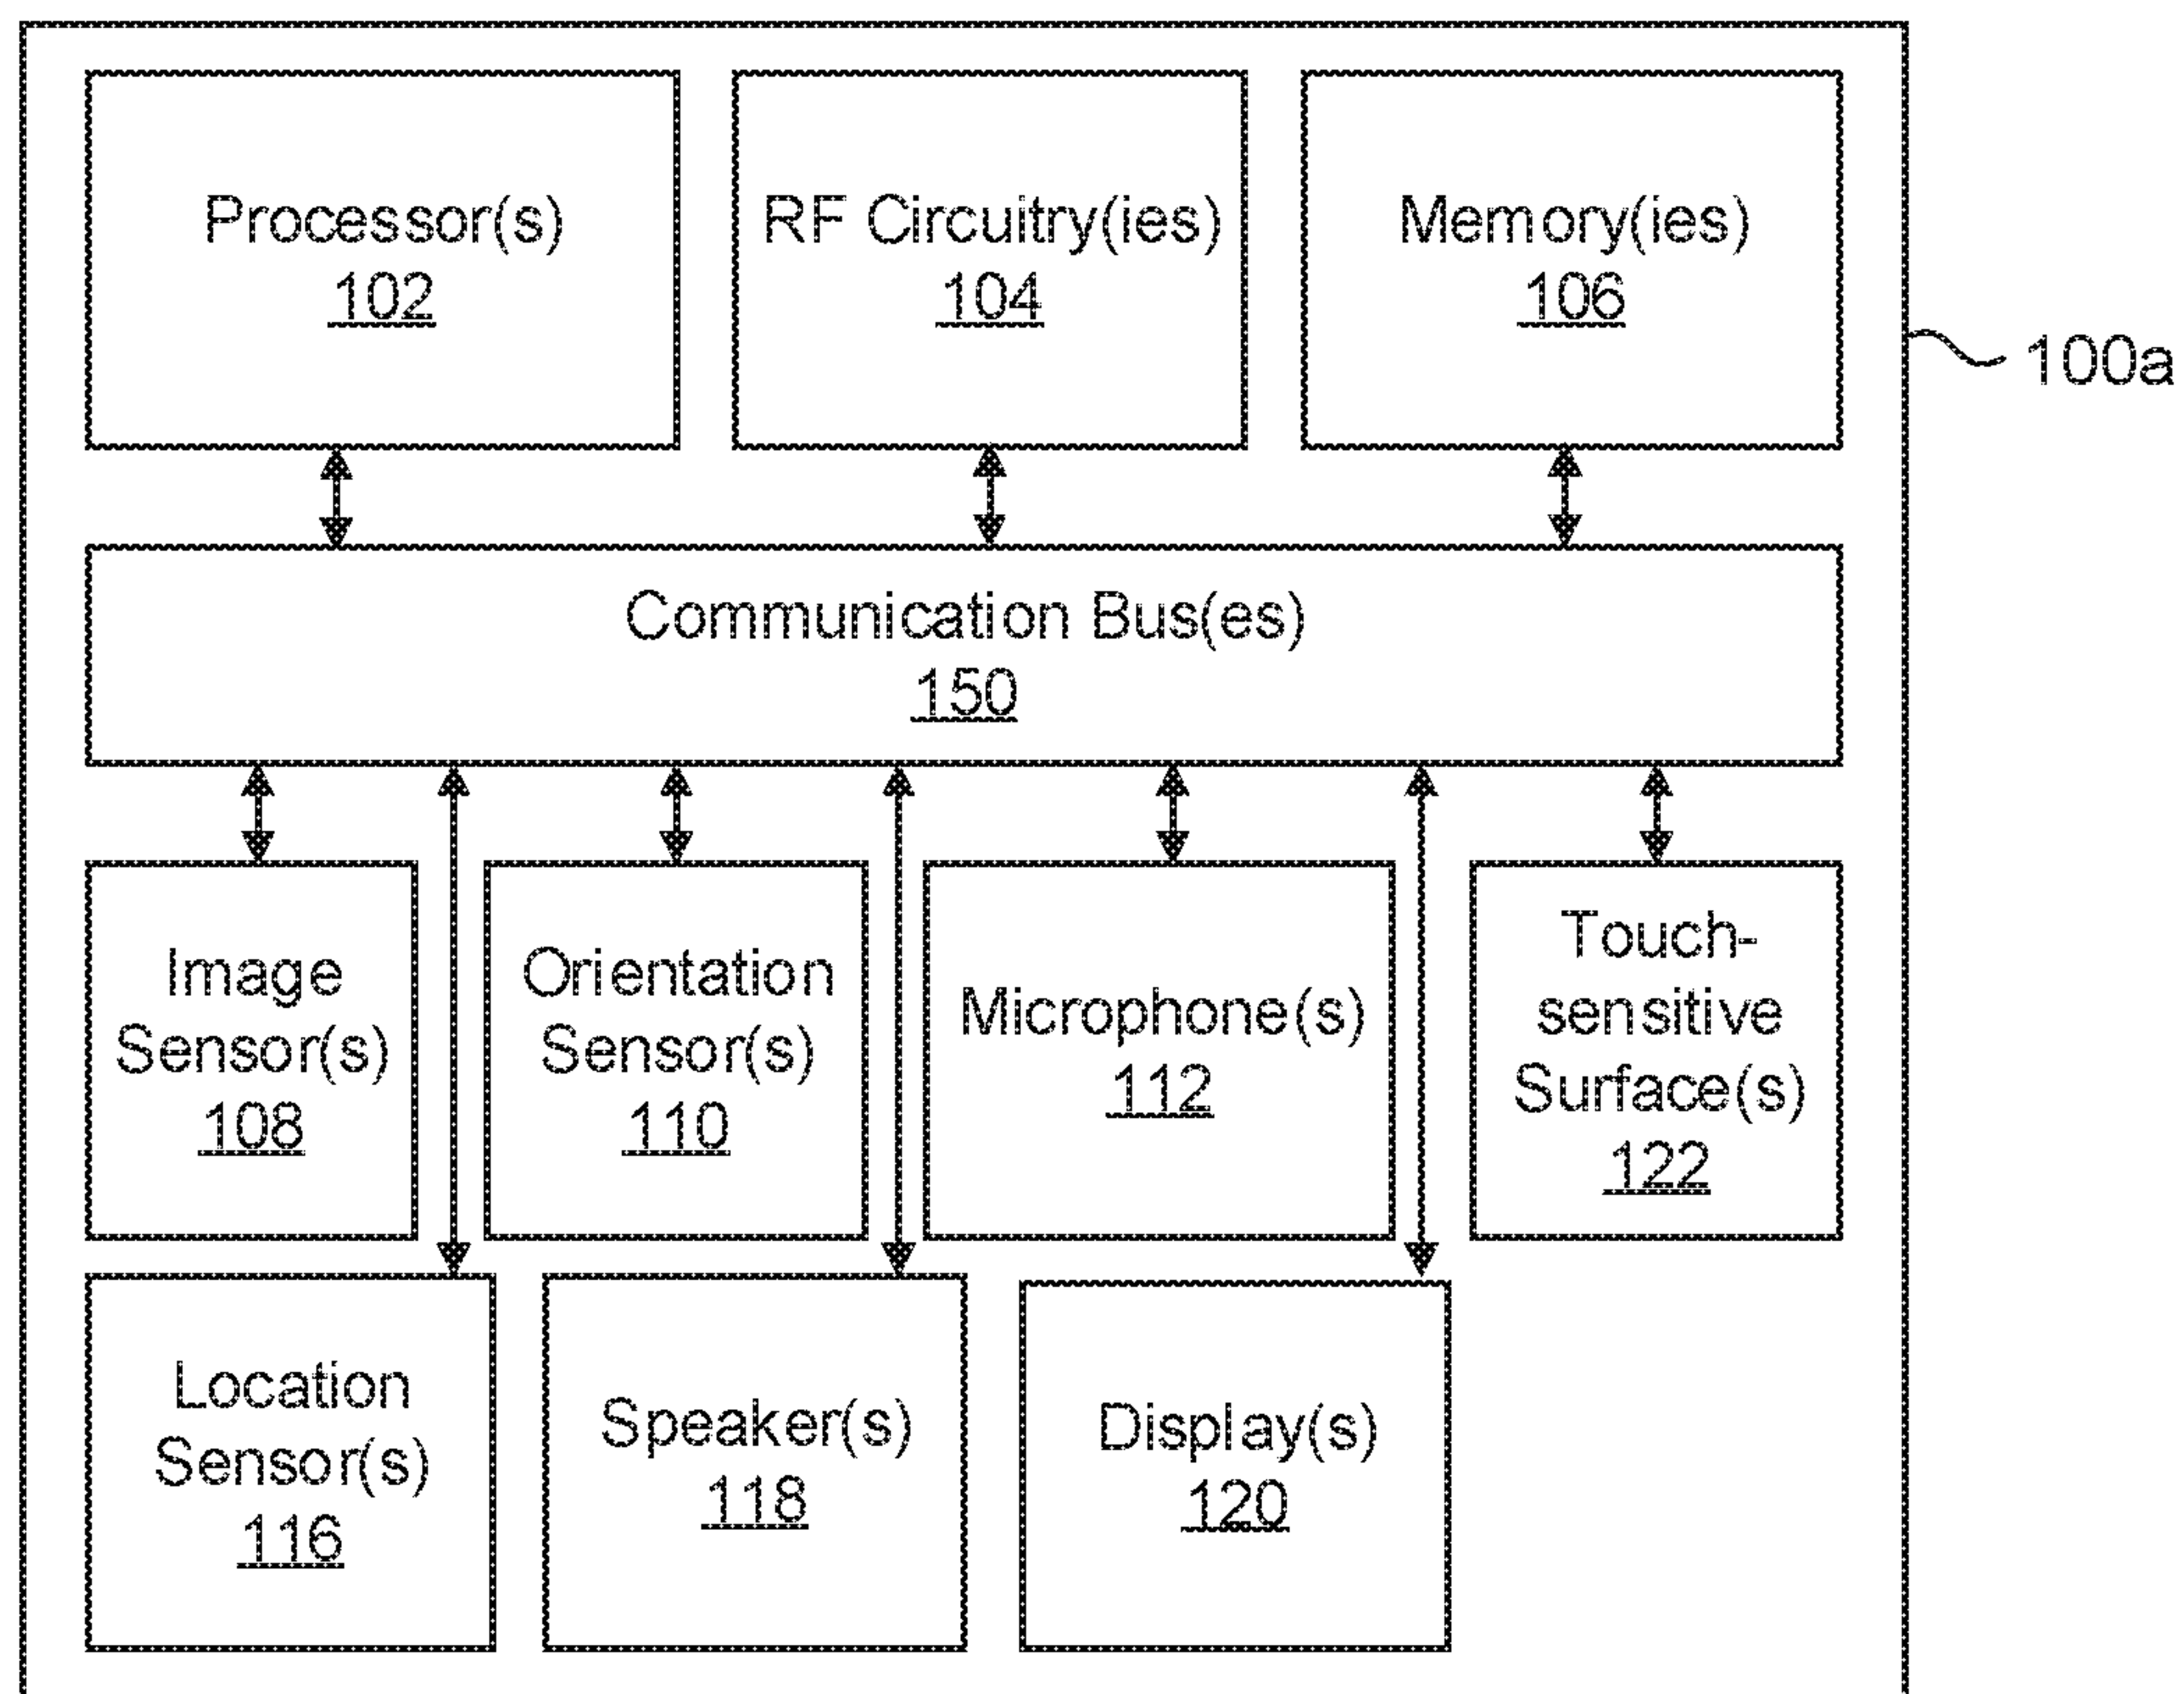 Processor(s)
102
RF Circuitry(ies)
104
Memory(ies)
106
100a
Communication Bus(es)
150
Image
Sensor(s)
108
Orientation
Sensor(s)
110
Microphone(s)
112
Touch-
sensitive
Surface(s)
122
Location
Sensor(s)
116
Speaker(s)
118
Display(s)
120